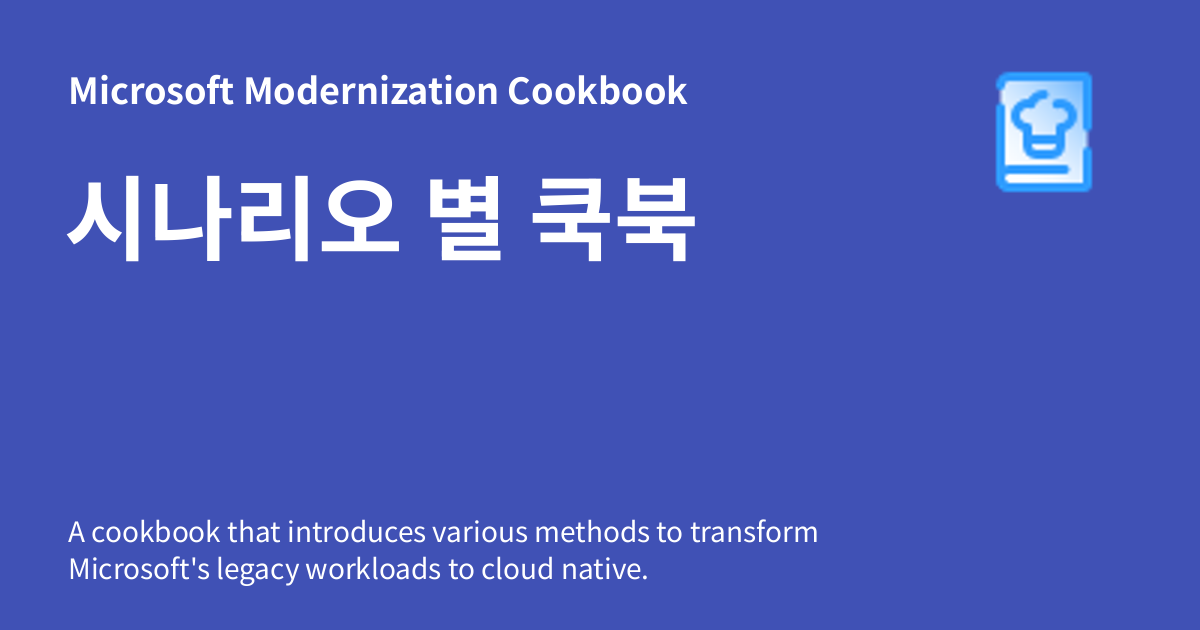 Microsoft Modernization Cookbook
시나리오 별 쿡북
A cookbook that introduces various methods to transform
Microsoft's legacy workloads to cloud native.